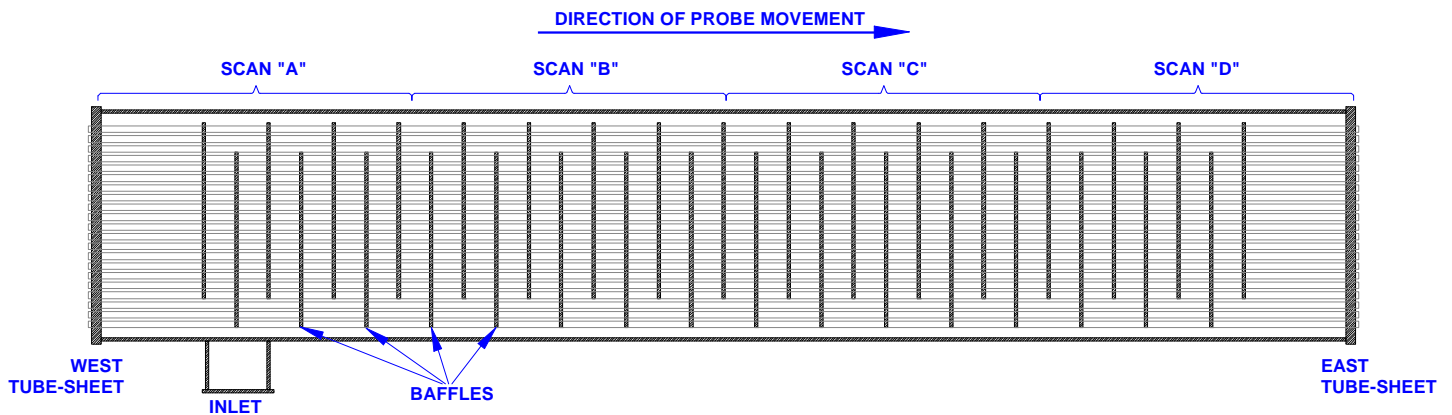 DIRECTION OF PROBE MOVEMENT
SCAN "A"
SCAN "B"
SCAN "C"
SCAN "D"
WEST
TUBE-SHEET
INLET
BAFFLES
EAST
TUBE-SHEET